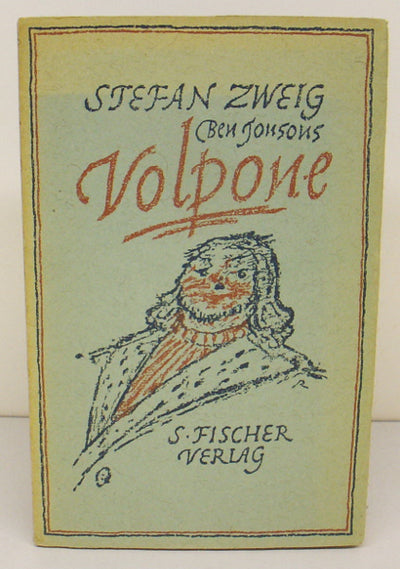 STEFAN ZWEIG
Ben Jonsons
Volpone
R
S. FISCHER
VERLAG